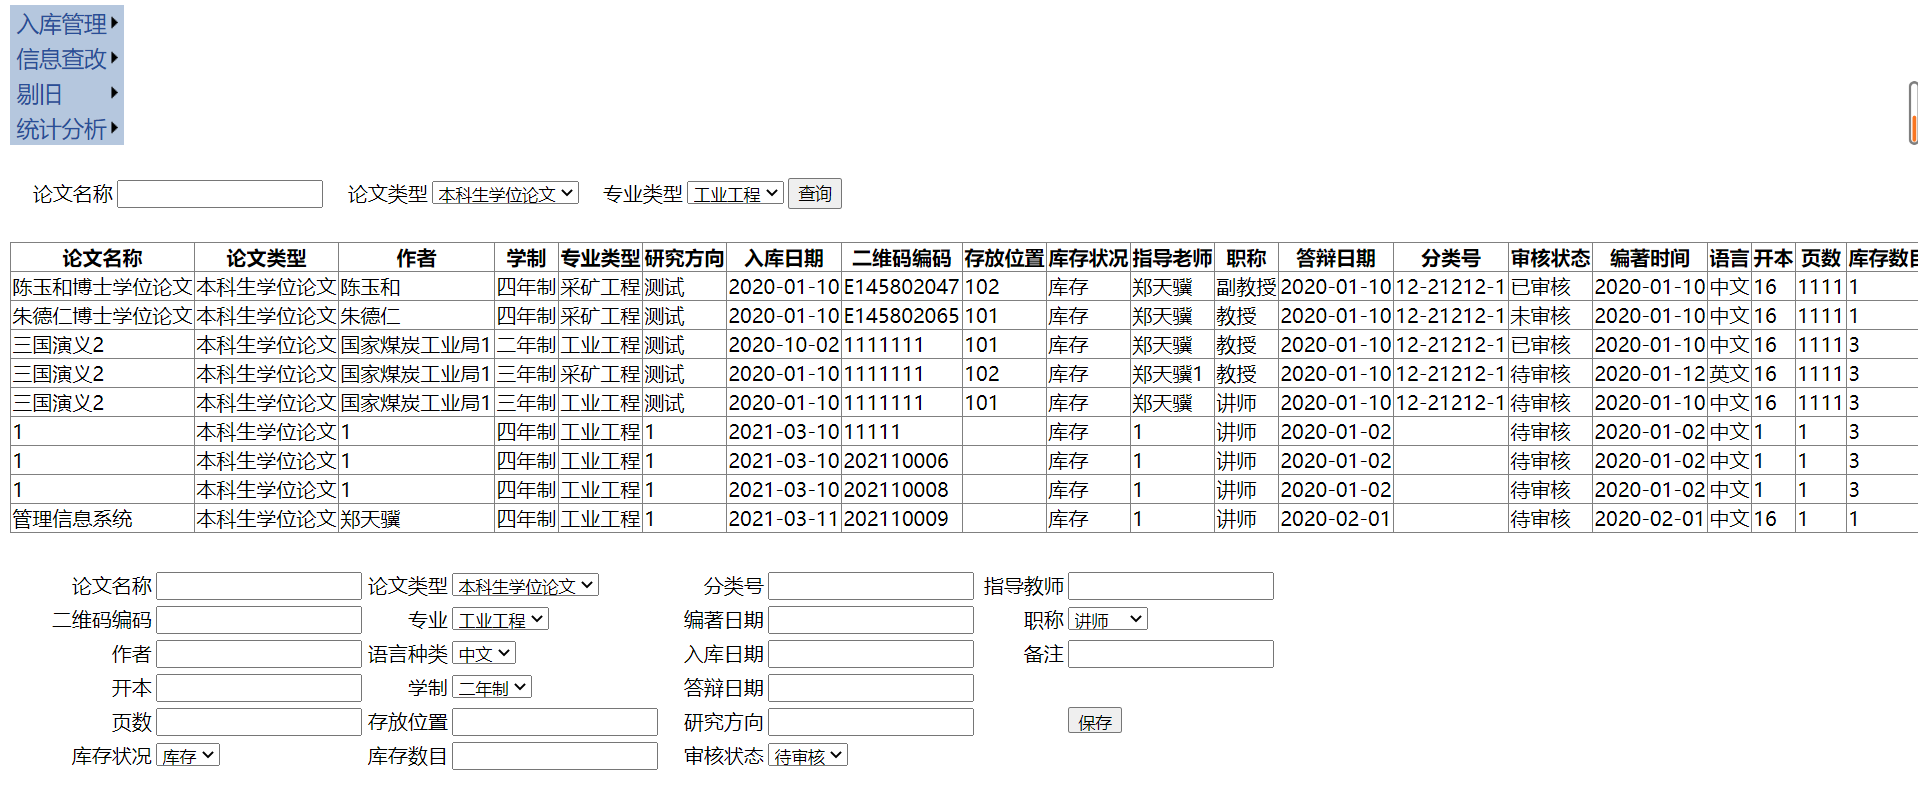 入库管理
信息查改
剔旧
统计分析
论文名称 论文类型 本科生学位论文 专业类型 工业工程 查询
论文名称 论文类型 作者 学制 专业类型 研究方向 入库日期 二维码编码 存放位置 库存状况 指导老师 职称 答辩日期 分类号 审核状态 编著时间 语言 开本 页数 库存数目
陈玉和博士学位论文 本科生学位论文 陈玉和 四年制 采矿工程 测试 2020-01-10 E145802047 102 库存 郑天骥 副教授 2020-01-10 12-21212-1 已审核 2020-01-10 中文 16 1111 1
朱德仁博士学位论文 本科生学位论文 朱德仁 四年制 采矿工程 测试 2020-01-10 E145802065 101 库存 郑天骥 教授 2020-01-10 12-21212-1 未审核 2020-01-10 中文 16 1111 1
三国演义2 本科生学位论文 国家煤炭工业局1 二年制 工业工程 测试 2020-10-02 1111111 101 库存 郑天骥 教授 2020-01-10 12-21212-1 已审核 2020-01-10 中文 16 1111 3
三国演义2 本科生学位论文 国家煤炭工业局1 三年制 采矿工程 测试 2020-01-10 1111111 102 库存 郑天骥1 教授 2020-01-10 12-21212-1 待审核 2020-01-12 英文 16 1111 3
三国演义2 本科生学位论文 国家煤炭工业局1 三年制 工业工程 测试 2020-01-10 1111111 101 库存 郑天骥 讲师 2020-01-10 12-21212-1 待审核 2020-01-10 中文 16 1111 3
1 本科生学位论文 1 四年制 工业工程 1 2021-03-10 11111 库存 1 讲师 2020-01-02 待审核 2020-01-02 中文 1 1 3
1 本科生学位论文 1 四年制 工业工程 1 2021-03-10 202110006 库存 1 讲师 2020-01-02 待审核 2020-01-02 中文 1 1 3
1 本科生学位论文 1 四年制 工业工程 1 2021-03-10 202110008 库存 1 讲师 2020-01-02 待审核 2020-01-02 中文 1 1 3
管理信息系统 本科生学位论文 郑天骥 四年制 工业工程 1 2021-03-11 202110009 库存 1 讲师 2020-02-01 待审核 2020-02-01 中文 16 1 1
论文名称 论文类型 本科生学位论文 分类号 指导教师
二维码编码 专业 工业工程 编著日期 职称 讲师
作者 语言种类 中文 入库日期 备注
开本 学制 二年制 答辩日期
页数 存放位置 研究方向 保存
库存状况 库存 库存数目 审核状态 待审核